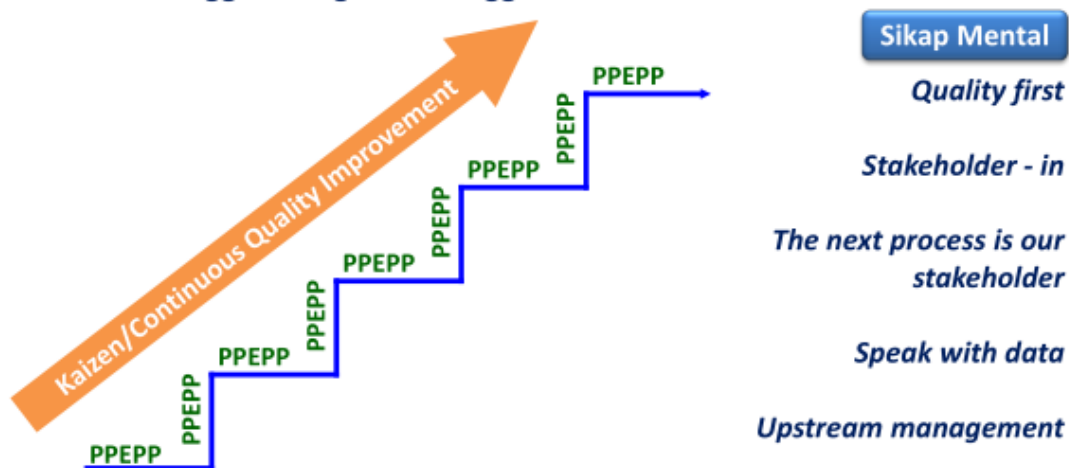 Sikap Mental
PPEPP
Quality first
PPEPP
Kaizen/Continuous Quality Improvement
PPEPP
Stakeholder - in
PPEPP
The next process is our
stakeholder
PPEPP
PPEPP
PPEPP
Speak with data
PPEPP
Upstream management
PPEPP